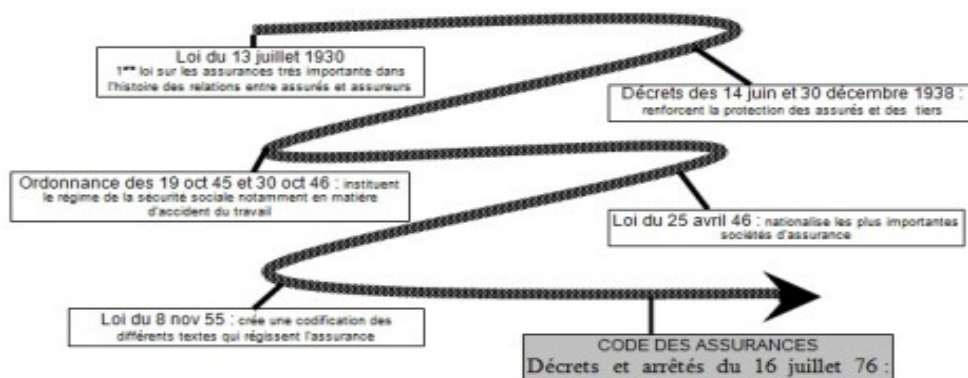 Loi du 13 juillet 1930
1ère loi sur les assurances très importante dans
l'histoire des relations entre assurés et assureurs
Décrets des 14 juin et 30 décembre 1938 :
renforcent la protection des assurés et des tiers
Ordonnance des 19 oct 45 et 30 oct 46 : instituent
le régime de la sécurité sociale notamment en matière
d'accident du travail
Loi du 25 avril 46 : nationalise les plus importantes
sociétés d'assurance
Loi du 8 nov 55 : crée une codification des
différents textes qui régissent l'assurance
CODE DES ASSURANCES
Décrets et arrêtés du 16 juillet 76 :